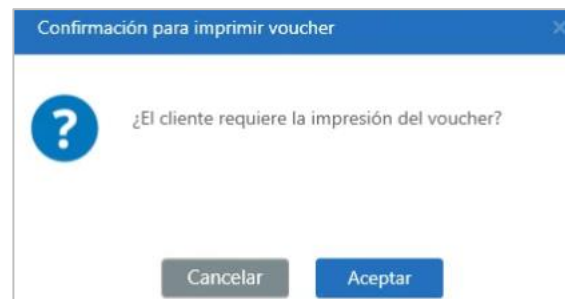 Confirmación para imprimir voucher
¿El cliente requiere la impresión del voucher?
Cancelar
Aceptar